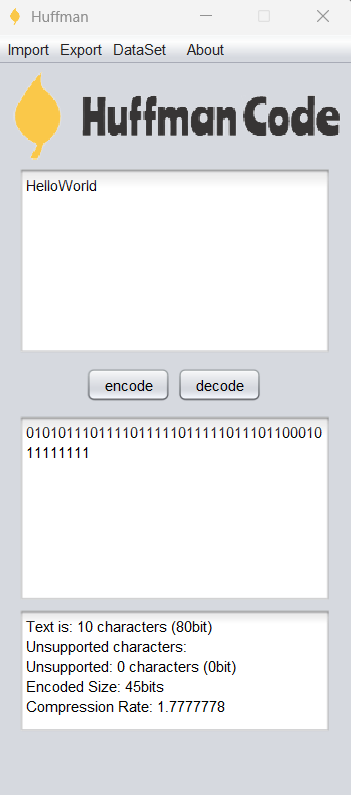 Huffman
Import Export DataSet About
Huffman Code
HelloWorld
encode decode
0101011101111011111011111011101100010
11111111
Text is: 10 characters (80bit)
Unsupported characters:
Unsupported: 0 characters (0bit)
Encoded Size: 45bits
Compression Rate: 1.7777778